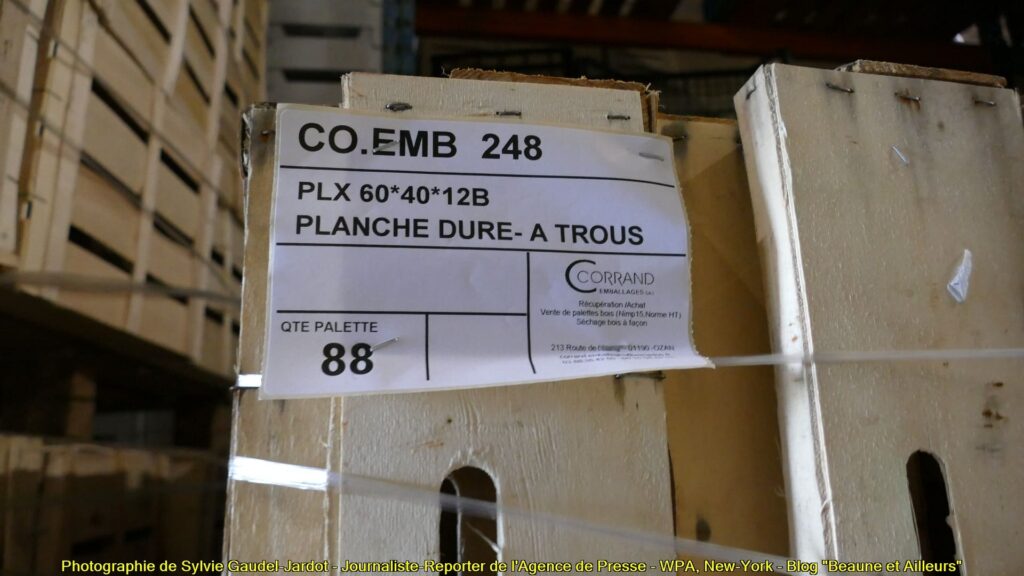 CO.EMB 248
PLX 60*40*12B
PLANCHE DURE- A TROUS
CORRAND
EMBALLAGES
Récupération /Achat
Vente de palettes bois (Nimp15,Norme HT)
Séchage bois à façon
QTE PALETTE
88
213 Route de 01190 -OZAN
Photographie de Sylvie Gaudel-Jardot - Journaliste-Reporter de l'Agence de Presse - WPA, New-York - Blog "Beaune et Ailleurs"